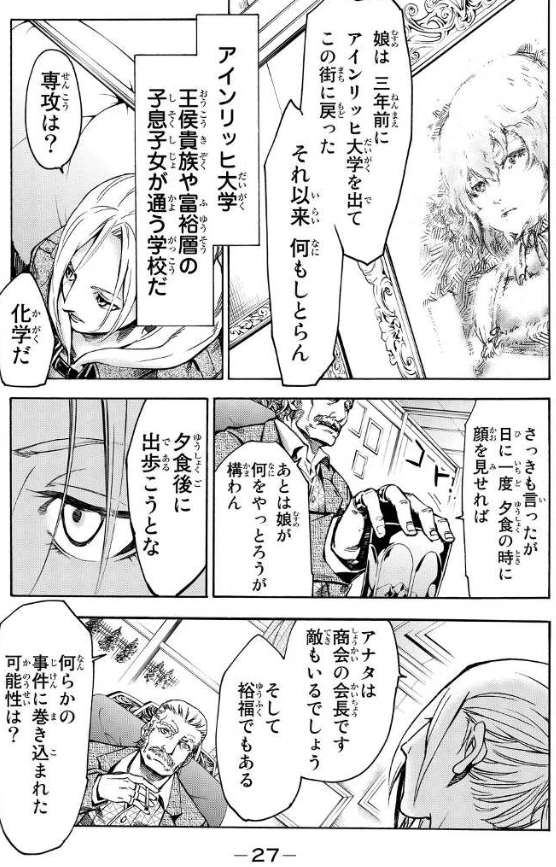 娘は 三年前に
アインリッヒ大学を出て
この街に戻った
それ以来 何もしとらん
アインリッヒ大学
王侯貴族や富裕層の
子息子女が通う学校だ
専攻は？
化学だ
さっきも言ったが
日に一度 夕食の時に
顔を見せれば
コト
あとは娘が
何をやっとろうが
構わん
夕食後に
出歩こうとな
アナタは
商会の会長です
敵もいるでしょう
そして
裕福でもある
何らかの
事件に巻き込まれた
可能性は？
―27―